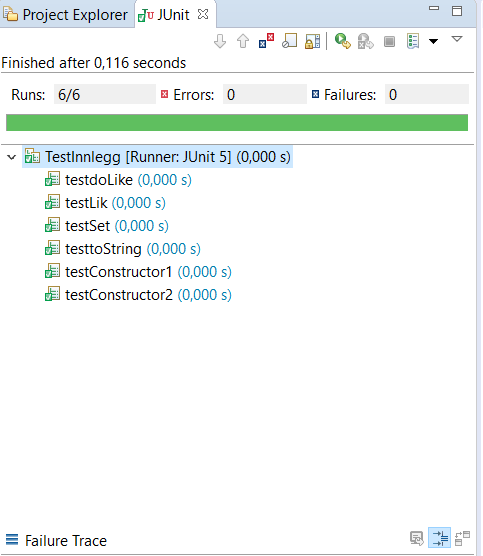 Project Explorer JUnit
Finished after 0,116 seconds
Runs: 6/6 Errors: 0 Failures: 0
TestInnlegg [Runner: JUnit 5] (0,000 s)
testdoLike (0,000 s)
testLik (0,000 s)
testSet (0,000 s)
testtoString (0,000 s)
testConstructor1 (0,000 s)
testConstructor2 (0,000 s)
Failure Trace